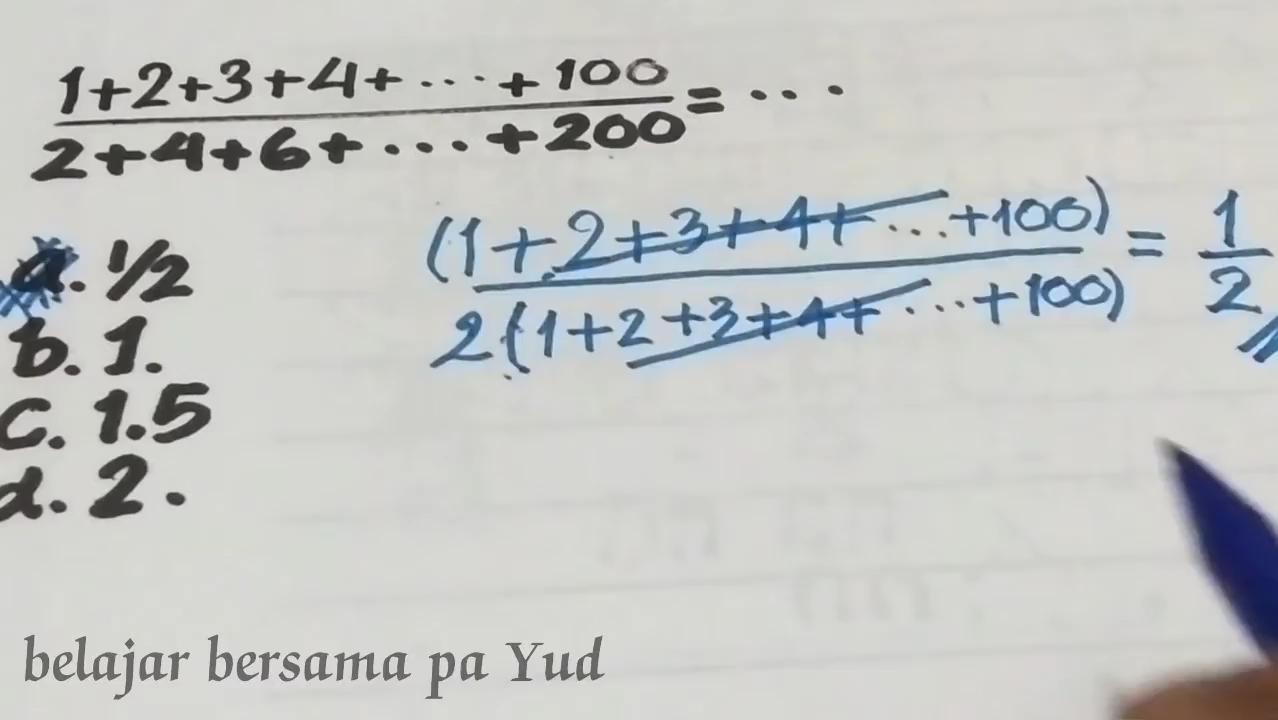 1+2+3+4+...+100
2+4+6+...+200 = ...
(1+2+3+4+...+100)
2(1+2+3+4+...+100) = 1/2
a. 1/2
b. 1.
c. 1.5
d. 2.
belajar bersama pa Yud